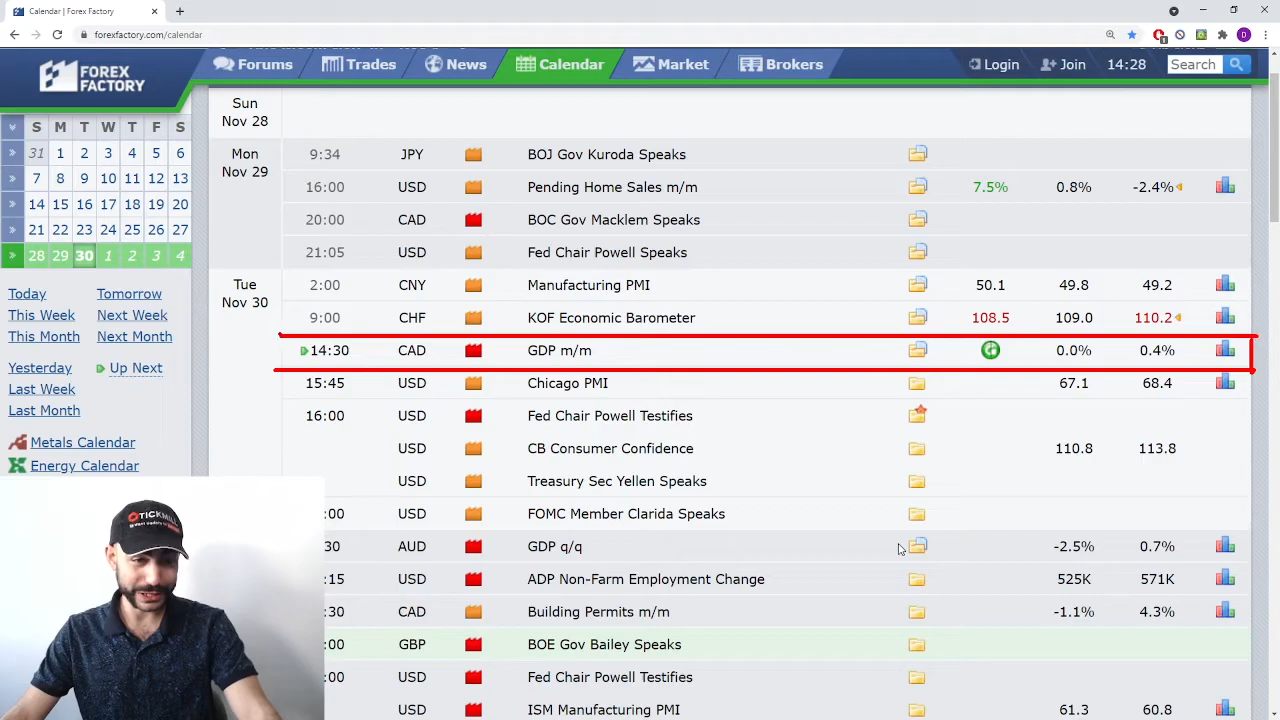 Calendar | Forex Factory
forexfactory.com/calendar
FOREX FACTORY
Forums Trades News Calendar Market Brokers Login Join 14:28 Search
S M T W T F S
31 1 2 3 4 5 6
7 8 9 10 11 12 13
14 15 16 17 18 19 20
21 22 23 24 25 26 27
28 29 30 1 2 3 4
Today Tomorrow
This Week Next Week
This Month Next Month
Yesterday Up Next
Last Week
Last Month
Metals Calendar
Energy Calendar
Sun Nov 28
Mon Nov 29
9:34 JPY BOJ Gov Kuroda Speaks
16:00 USD Pending Home Sales m/m 7.5% 0.8% -2.4%
20:00 CAD BOC Gov Macklem Speaks
21:05 USD Fed Chair Powell Speaks
Tue Nov 30
2:00 CNY Manufacturing PMI 50.1 49.8 49.2
9:00 CHF KOF Economic Barometer 108.5 109.0 110.2
14:30 CAD GDP m/m 0.0% 0.4%
15:45 USD Chicago PMI 67.1 68.4
16:00 USD Fed Chair Powell Testifies
USD CB Consumer Confidence 110.8 113.8
USD Treasury Sec Yellen Speaks
:00 USD FOMC Member Clarida Speaks
:30 AUD GDP q/q -2.5% 0.7%
:15 USD ADP Non-Farm Employment Change 525K 571K
:30 CAD Building Permits m/m -1.1% 4.3%
:00 GBP BOE Gov Bailey Speaks
:00 USD Fed Chair Powell Testifies
USD ISM Manufacturing PMI 61.3 60.8
TICKMILL